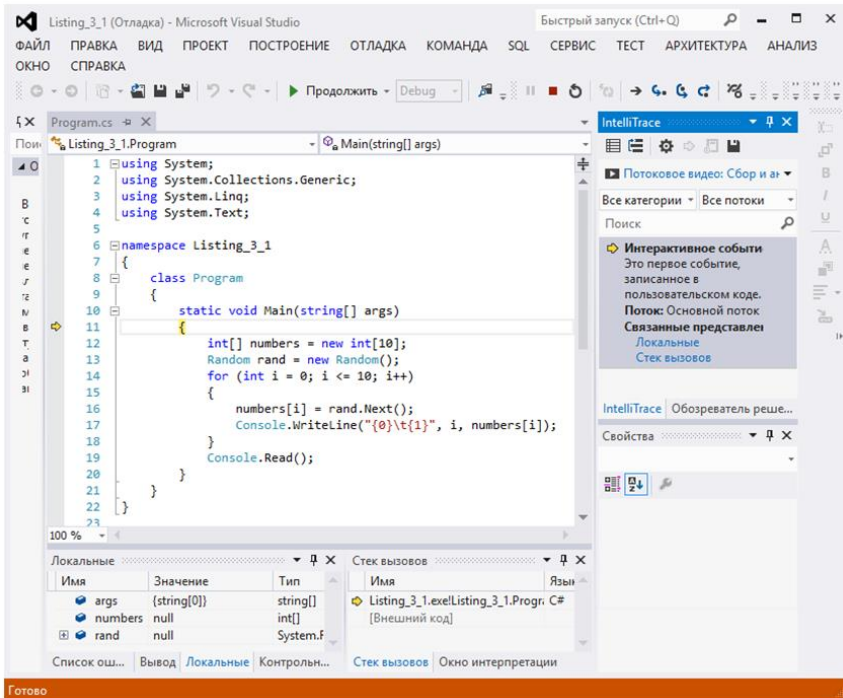 Listing_3_1 (Отладка) - Microsoft Visual Studio
Быстрый запуск (Ctrl+Q)
ФАЙЛ ПРАВКА ВИД ПРОЕКТ ПОСТРОЕНИЕ ОТЛАДКА КОМАНДА SQL СЕРВИС ТЕСТ АРХИТЕКТУРА АНАЛИЗ
ОКНО СПРАВКА
Продолжить Debug
Program.cs
Listing_3_1.Program Main(string[] args)
1 using System;
2 using System.Collections.Generic;
3 using System.Linq;
4 using System.Text;
5
6 namespace Listing_3_1
7 {
8 class Program
9 {
10 static void Main(string[] args)
11 {
12 int[] numbers = new int[10];
13 Random rand = new Random();
14 for (int i = 0; i <= 10; i++)
15 {
16 numbers[i] = rand.Next();
17 Console.WriteLine("{0}\t{1}", i, numbers[i]);
18 }
19 Console.Read();
20 }
21 }
22 }
23
100 %
IntelliTrace
Потоковое видео: Сбор и ан
Все категории Все потоки
Поиск
Интерактивное событи
Это первое событие,
записанное в
пользовательском коде.
Поток: Основной поток
Связанные представлен
Локальные
Стек вызовов
IntelliTrace Обозреватель реше...
Свойства
Локальные
Имя Значение Тип
args {string[0]} string[]
numbers null int[]
rand null System.R
Список ош... Вывод Локальные Контрольн...
Стек вызовов
Имя Язык
Listing_3_1.exe!Listing_3_1.Progr C#
[Внешний код]
Стек вызовов Окно интерпретации
Готово